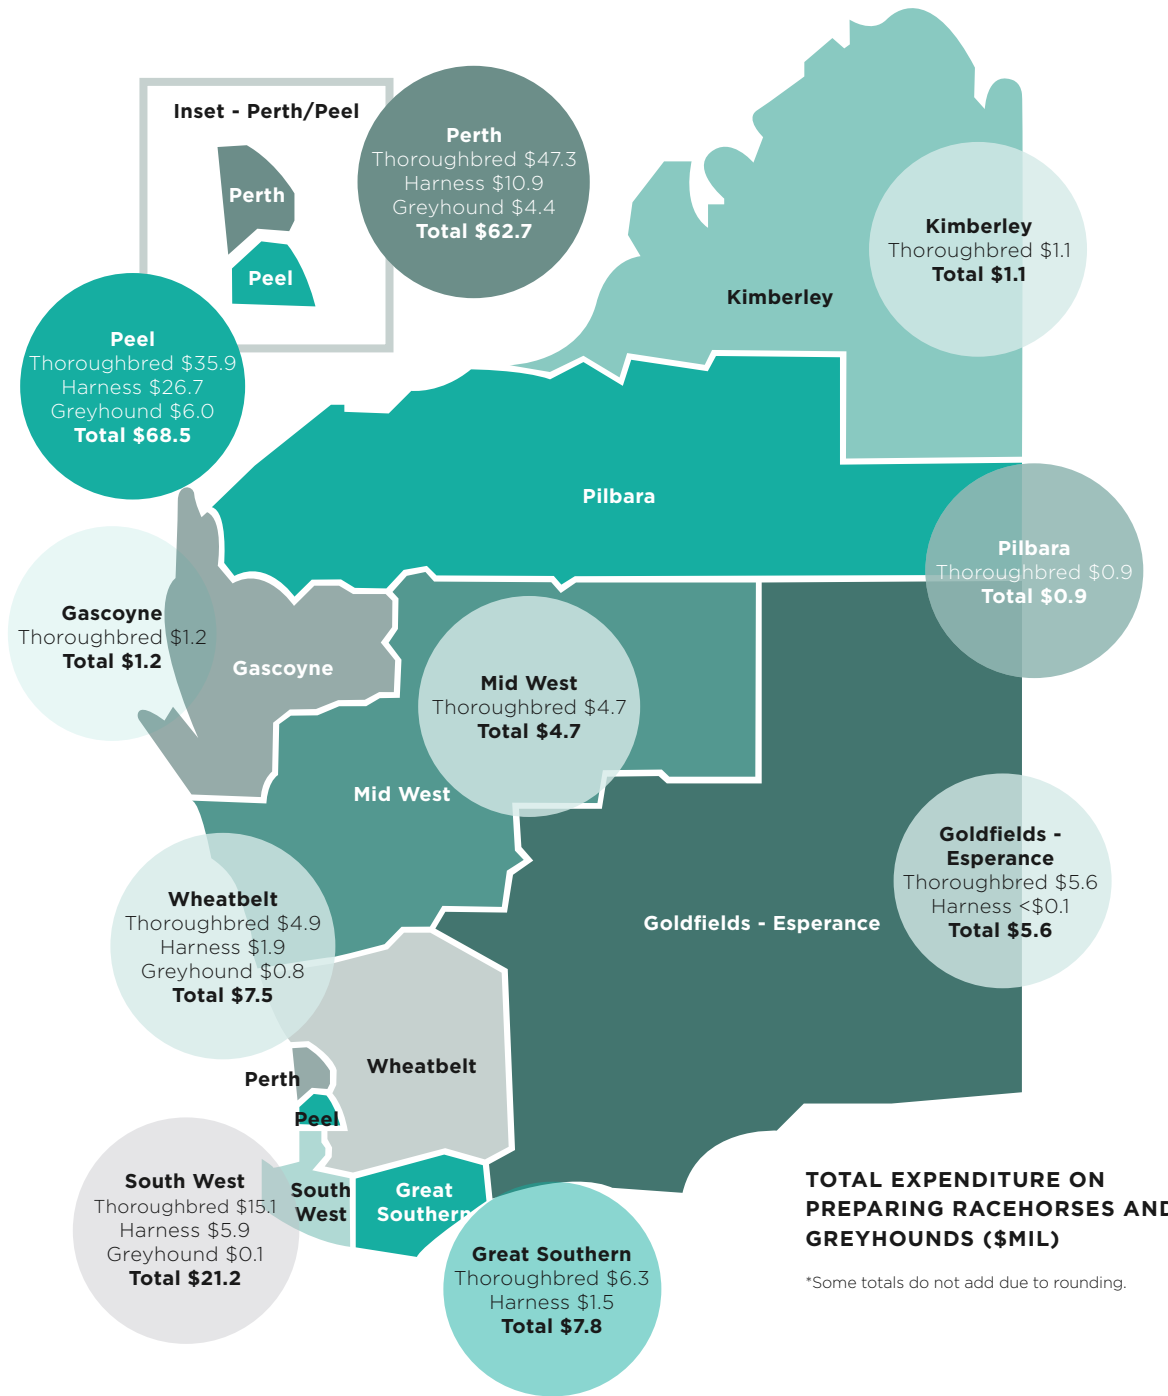 Inset - Perth/Peel
Perth
Peel
Perth
Thoroughbred $47.3
Harness $10.9
Greyhound $4.4
Total $62.7
Kimberley
Thoroughbred $1.1
Total $1.1
Kimberley
Peel
Thoroughbred $35.9
Harness $26.7
Greyhound $6.0
Total $68.5
Pilbara
Pilbara
Thoroughbred $0.9
Total $0.9
Gascoyne
Thoroughbred $1.2
Total $1.2
Gascoyne
Mid West
Thoroughbred $4.7
Total $4.7
Mid West
Goldfields -
Esperance
Thoroughbred $5.6
Harness <$0.1
Total $5.6
Goldfields - Esperance
Wheatbelt
Thoroughbred $4.9
Harness $1.9
Greyhound $0.8
Total $7.5
Wheatbelt
Perth
Peel
South West
Thoroughbred $15.1
Harness $5.9
Greyhound $0.1
Total $21.2
South
West
Great
Southern
Great Southern
Thoroughbred $6.3
Harness $1.5
Total $7.8
TOTAL EXPENDITURE ON
PREPARING RACEHORSES AND
GREYHOUNDS ($MIL)
*Some totals do not add due to rounding.